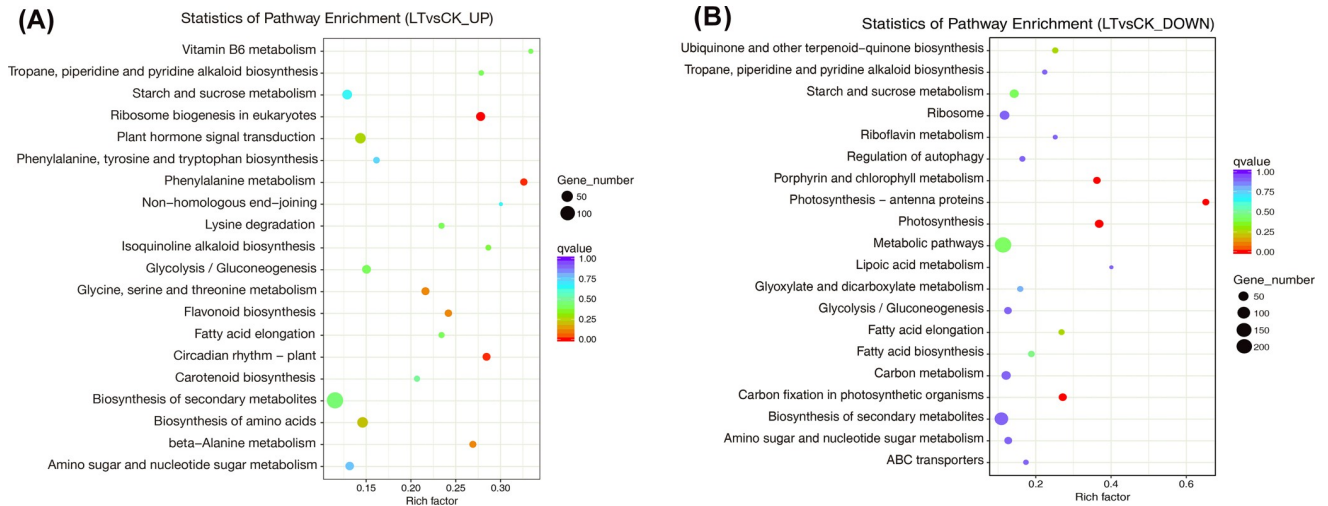 (A)
Statistics of Pathway Enrichment (LTvsCK_UP)
Vitamin B6 metabolism
Tropane, piperidine and pyridine alkaloid biosynthesis
Starch and sucrose metabolism
Ribosome biogenesis in eukaryotes
Plant hormone signal transduction
Phenylalanine, tyrosine and tryptophan biosynthesis
Phenylalanine metabolism
Non−homologous end−joining
Lysine degradation
Isoquinoline alkaloid biosynthesis
Glycolysis / Gluconeogenesis
Glycine, serine and threonine metabolism
Flavonoid biosynthesis
Fatty acid elongation
Circadian rhythm − plant
Carotenoid biosynthesis
Biosynthesis of secondary metabolites
Biosynthesis of amino acids
beta−Alanine metabolism
Amino sugar and nucleotide sugar metabolism
0.15 0.20 0.25 0.30
Rich factor
Gene_number
50
100
qvalue
1.00
0.75
0.50
0.25
0.00
(B)
Statistics of Pathway Enrichment (LTvsCK_DOWN)
Ubiquinone and other terpenoid−quinone biosynthesis
Tropane, piperidine and pyridine alkaloid biosynthesis
Starch and sucrose metabolism
Ribosome
Riboflavin metabolism
Regulation of autophagy
Porphyrin and chlorophyll metabolism
Photosynthesis − antenna proteins
Photosynthesis
Metabolic pathways
Lipoic acid metabolism
Glyoxylate and dicarboxylate metabolism
Glycolysis / Gluconeogenesis
Fatty acid elongation
Fatty acid biosynthesis
Carbon metabolism
Carbon fixation in photosynthetic organisms
Biosynthesis of secondary metabolites
Amino sugar and nucleotide sugar metabolism
ABC transporters
0.2 0.4 0.6
Rich factor
qvalue
1.00
0.75
0.50
0.25
0.00
Gene_number
50
100
150
200